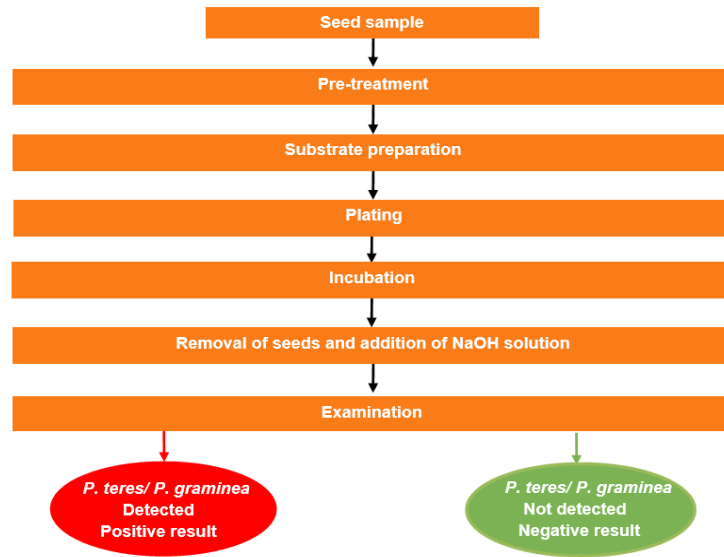 Seed sample
Pre-treatment
Substrate preparation
Plating
Incubation
Removal of seeds and addition of NaOH solution
Examination
P. teres/ P. graminea
Detected
Positive result
P. teres/ P. graminea
Not detected
Negative result